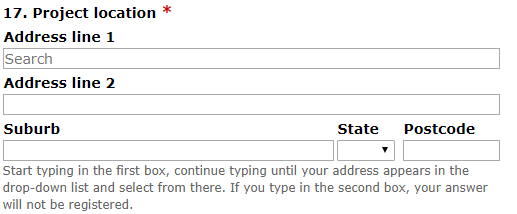 17. Project location *
Address line 1
Search
Address line 2
Suburb State Postcode
Start typing in the first box, continue typing until your address appears in the
drop-down list and select from there. If you type in the second box, your answer
will not be registered.